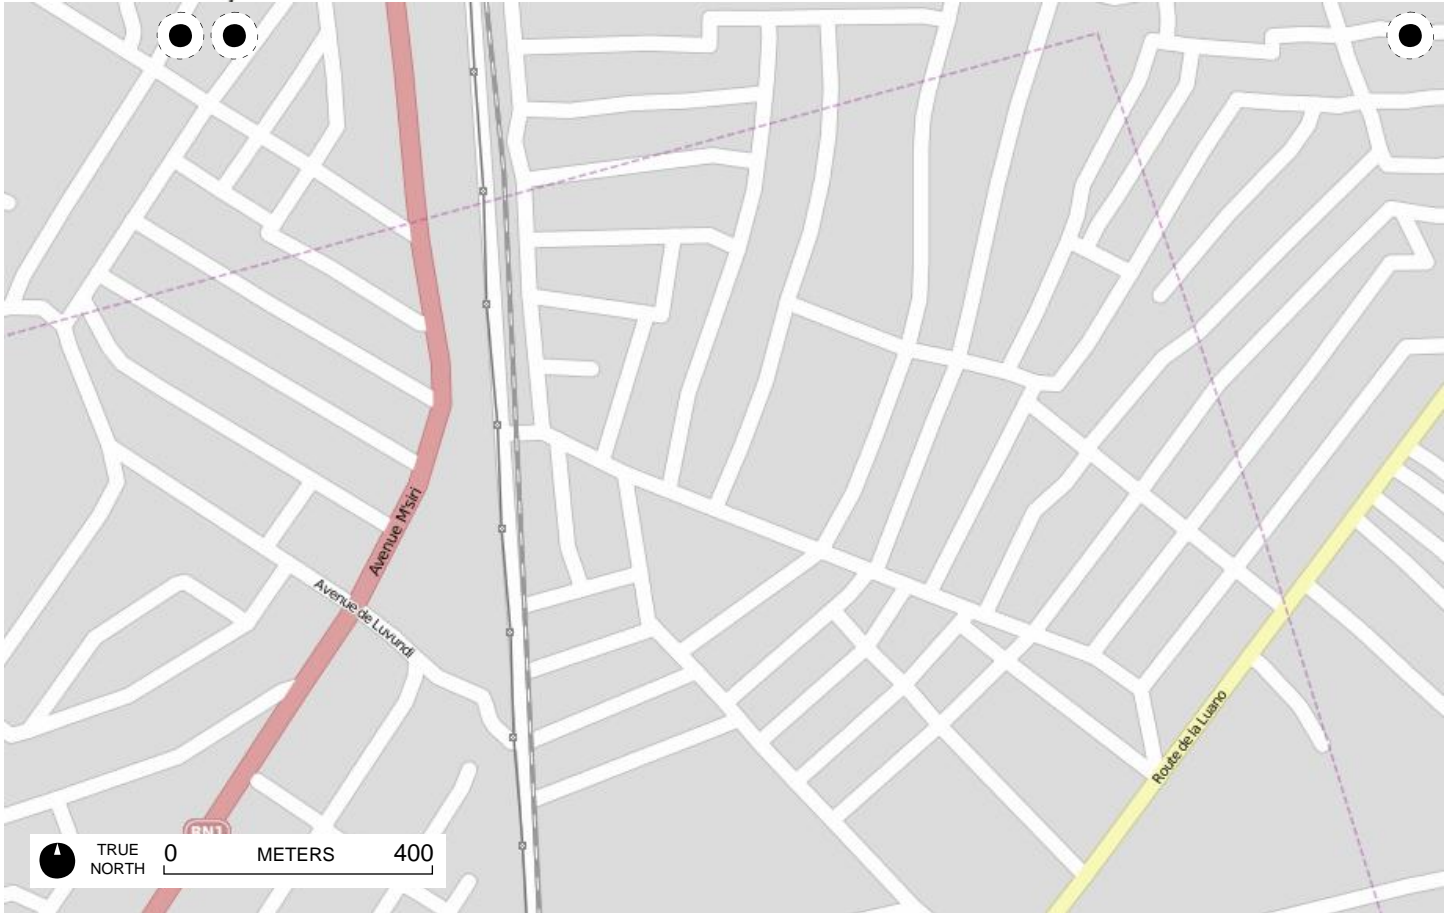 Avenue M'siri
Avenue de Luvundi
Route de la Luano
RN1
TRUE
NORTH
0 METERS 400